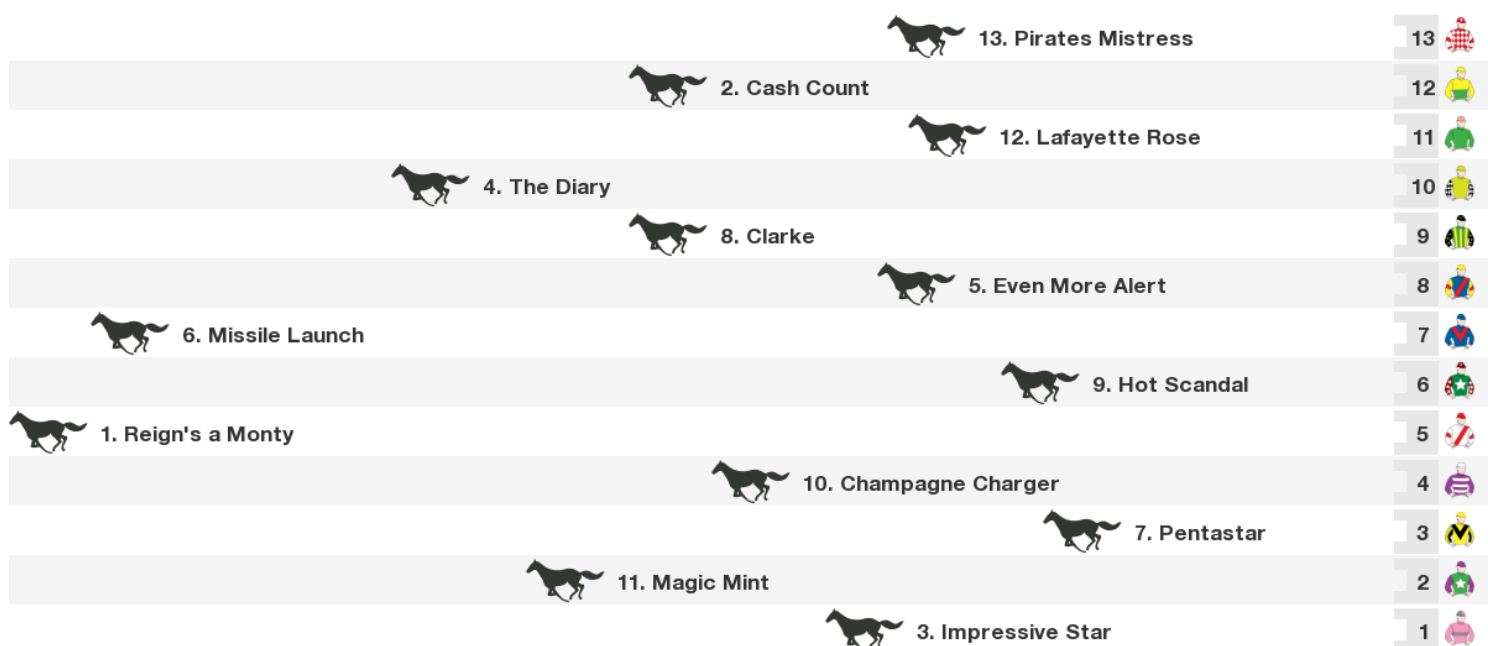 13. Pirates Mistress 13
2. Cash Count 12
12. Lafayette Rose 11
4. The Diary 10
8. Clarke 9
5. Even More Alert 8
6. Missile Launch 7
9. Hot Scandal 6
1. Reign's a Monty 5
10. Champagne Charger 4
7. Pentastar 3
11. Magic Mint 2
3. Impressive Star 1